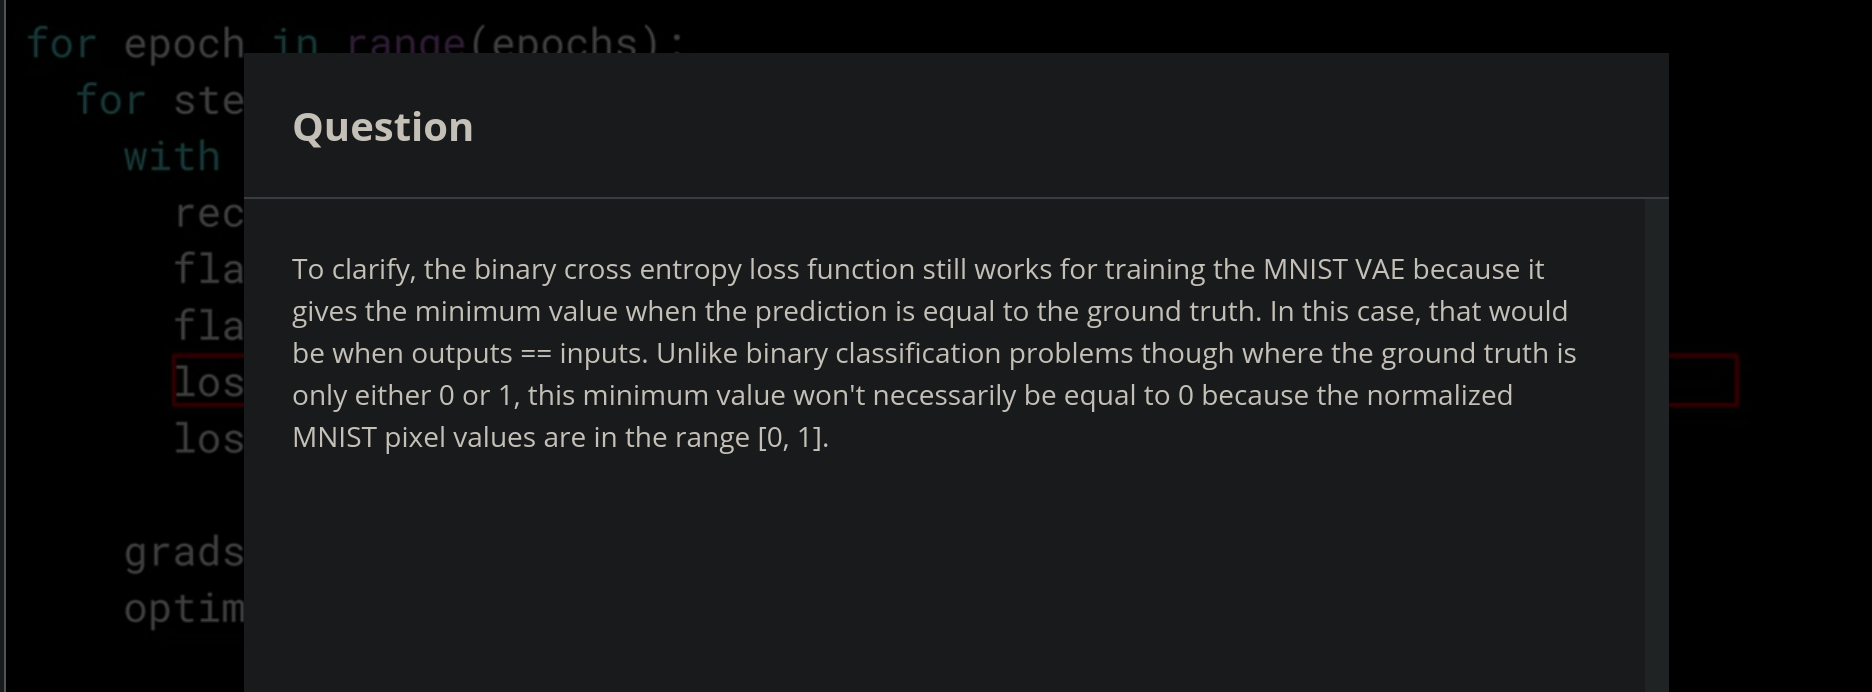 for epoch in range(epochs):
for ste
with
Question
rec
fla
To clarify, the binary cross entropy loss function still works for training the MNIST VAE because it
gives the minimum value when the prediction is equal to the ground truth. In this case, that would
fla
be when outputs == inputs. Unlike binary classification problems though where the ground truth is
los
only either 0 or 1, this minimum value won't necessarily be equal to 0 because the normalized
los
MNIST pixel values are in the range [0, 1].
grads
optim